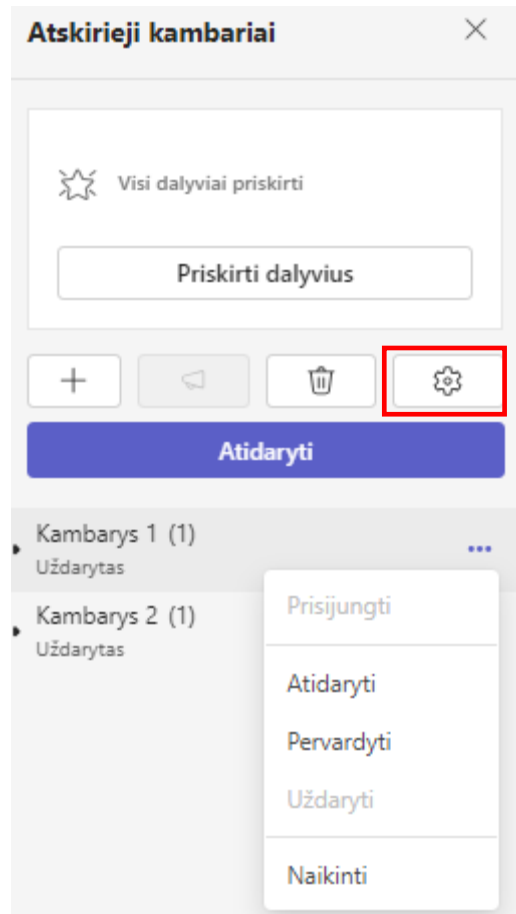 Atskirieji kambariai
Visi dalyviai priskirti
Priskirti dalyvius
Atidaryti
Kambarys 1 (1)
Uždarytas
Kambarys 2 (1)
Uždarytas
Prisijungti
Atidaryti
Pervardyti
Uždaryti
Naikinti